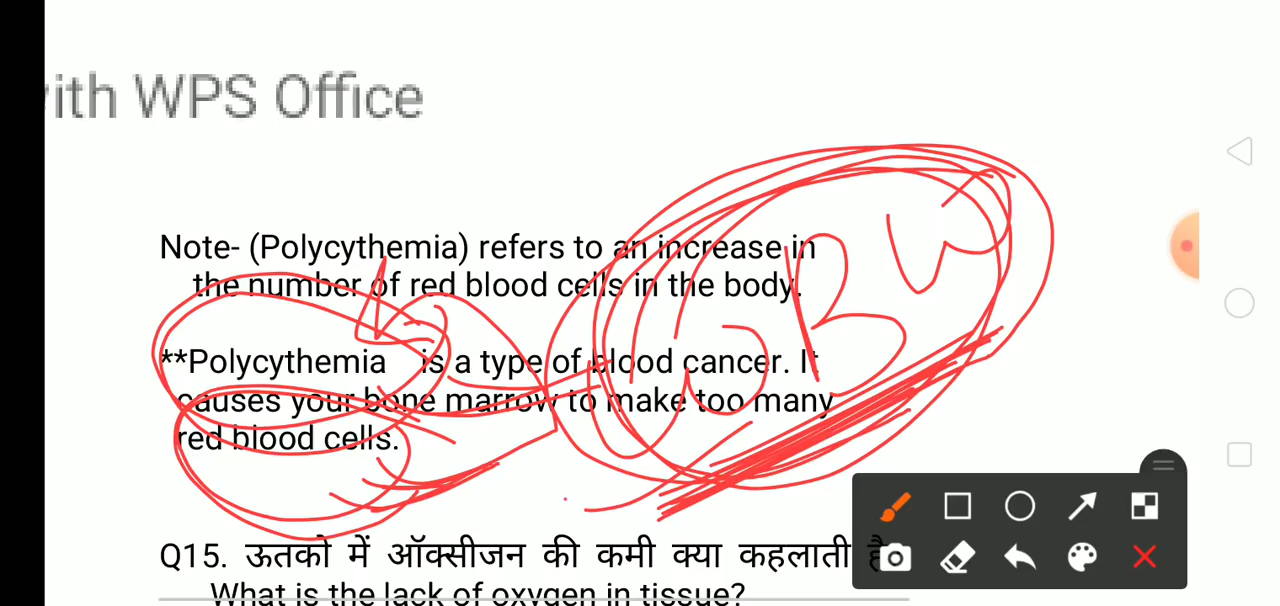 ith WPS Office
Note- (Polycythemia) refers to an increase in
the number of red blood cells in the body.
**Polycythemia is a type of blood cancer. It
causes your bone marrow to make too many
red blood cells.
Q15. ऊतको में ऑक्सीजन की कमी क्या कहलाती है
What is the lack of oxygen in tissue?